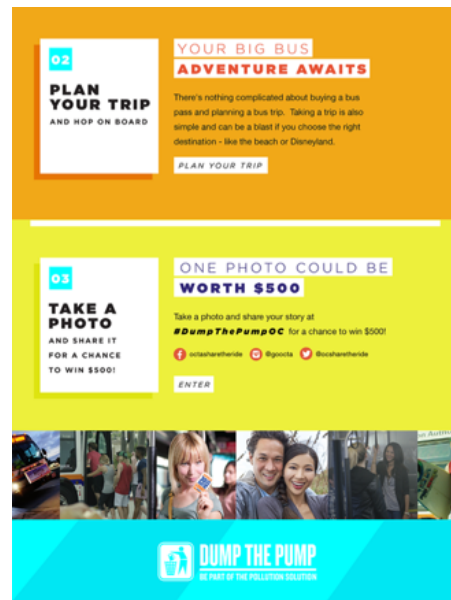 02
PLAN
YOUR TRIP
AND HOP ON BOARD
YOUR BIG BUS
ADVENTURE AWAITS
There's nothing complicated about buying a bus
pass and planning a bus trip. Taking a trip is also
simple and can be a blast if you choose the right
destination - like the beach or Disneyland.
PLAN YOUR TRIP
03
TAKE A
PHOTO
AND SHARE IT
FOR A CHANCE
TO WIN $500!
ONE PHOTO COULD BE
WORTH $500
Take a photo and share your story at
#DumpThePumpOC for a chance to win $500!
octasharetheride @goocta @ocsharetheride
ENTER
DUMP THE PUMP
BE PART OF THE POLLUTION SOLUTION